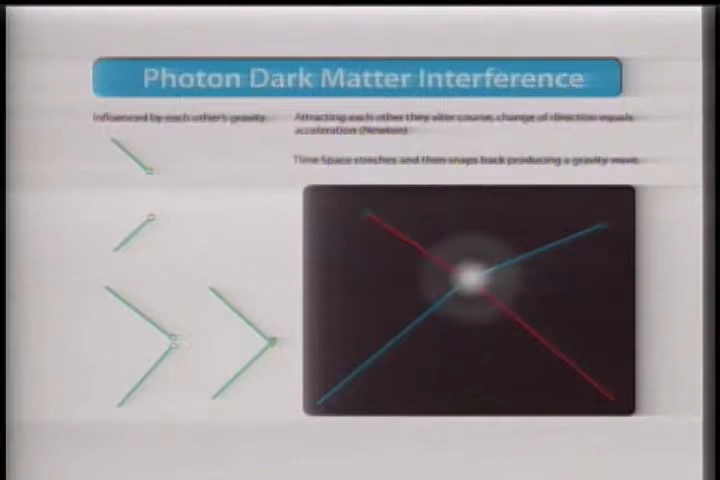 Photon Dark Matter Interference
Influenced by each other's gravity.
Attracting each other they alter course, change of direction equals
acceleration (Newton)
Time Space stretches and then snaps back producing a gravity wave.